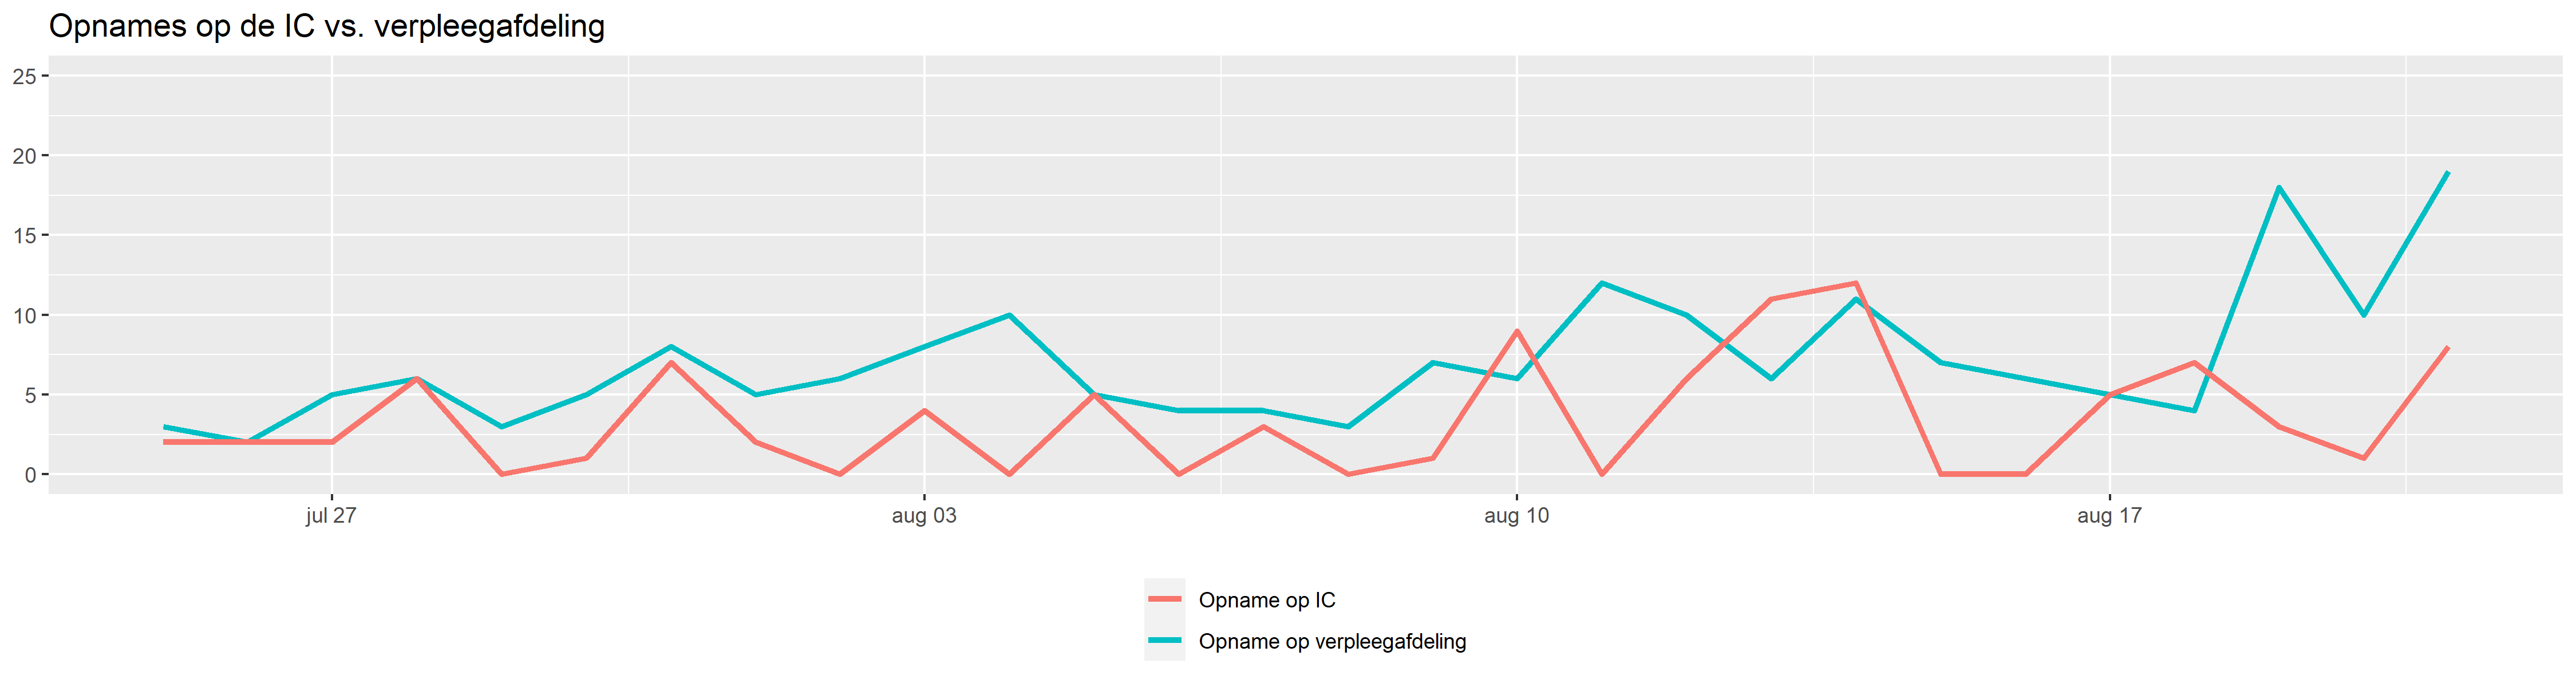 Opnames op de IC vs. verpleegafdeling
25
20
15
10
5
0
jul 27 aug 03 aug 10 aug 17
Opname op IC
Opname op verpleegafdeling